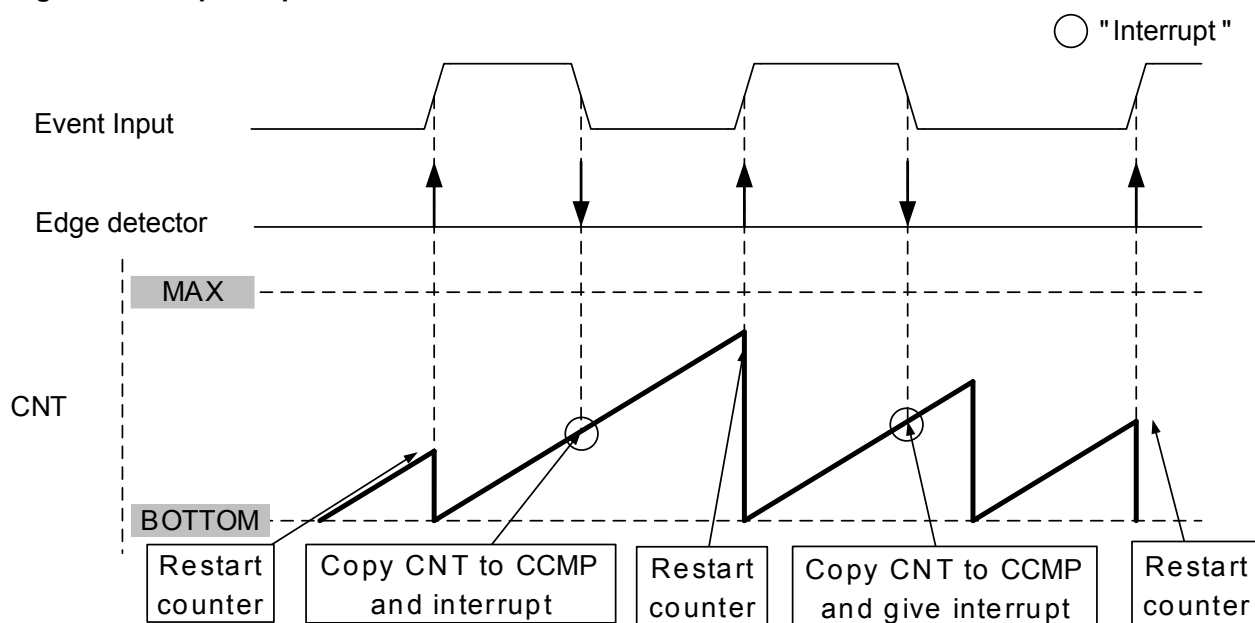 "Interrupt"
Event Input
Edge detector
MAX
CNT
BOTTOM
Restart
counter
Copy CNT to CCMP
and interrupt
Restart
counter
Copy CNT to CCMP
and give interrupt
Restart
counter